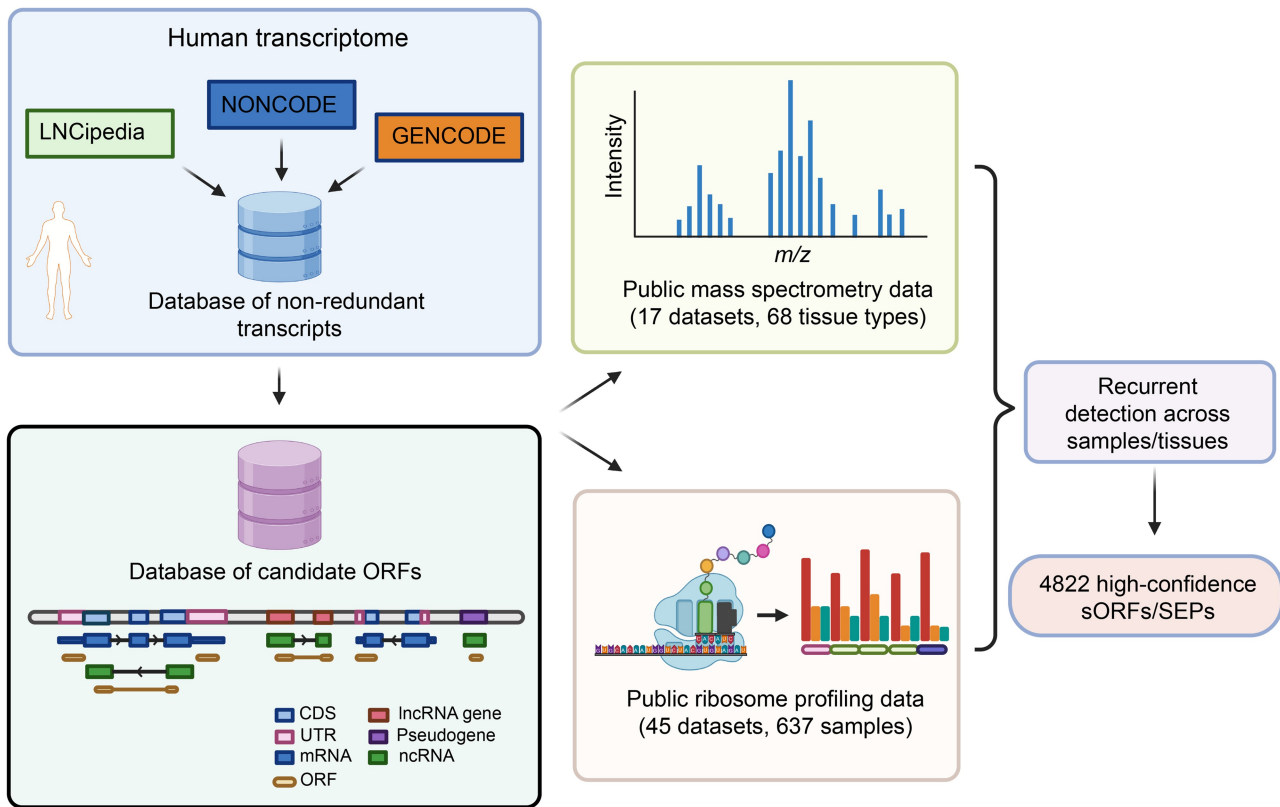 Human transcriptome
NONCODE
LNCipedia
GENCODE
Database of non-redundant
transcripts
Database of candidate ORFs
CDS
lncRNA gene
UTR
Pseudogene
mRNA
ncRNA
ORF
Intensity
m/z
Public mass spectrometry data
(17 datasets, 68 tissue types)
Public ribosome profiling data
(45 datasets, 637 samples)
Recurrent
detection across
samples/tissues
4822 high-confidence
sORFs/SEPs